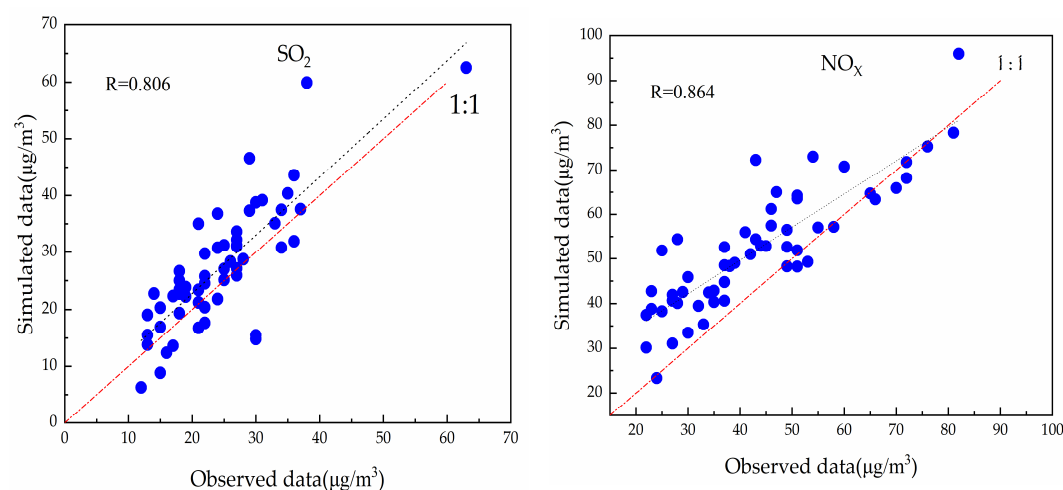 SO₂
R=0.806
1:1
70
60
50
40
30
20
10
0
0 10 20 30 40 50 60 70
Simulated data(μg/m³)
Observed data(μg/m³)
NOX
1:1
R=0.864
100
90
80
70
60
50
40
30
20
20 30 40 50 60 70 80 90 100
Simulated data(μg/m³)
Observed data(μg/m³)